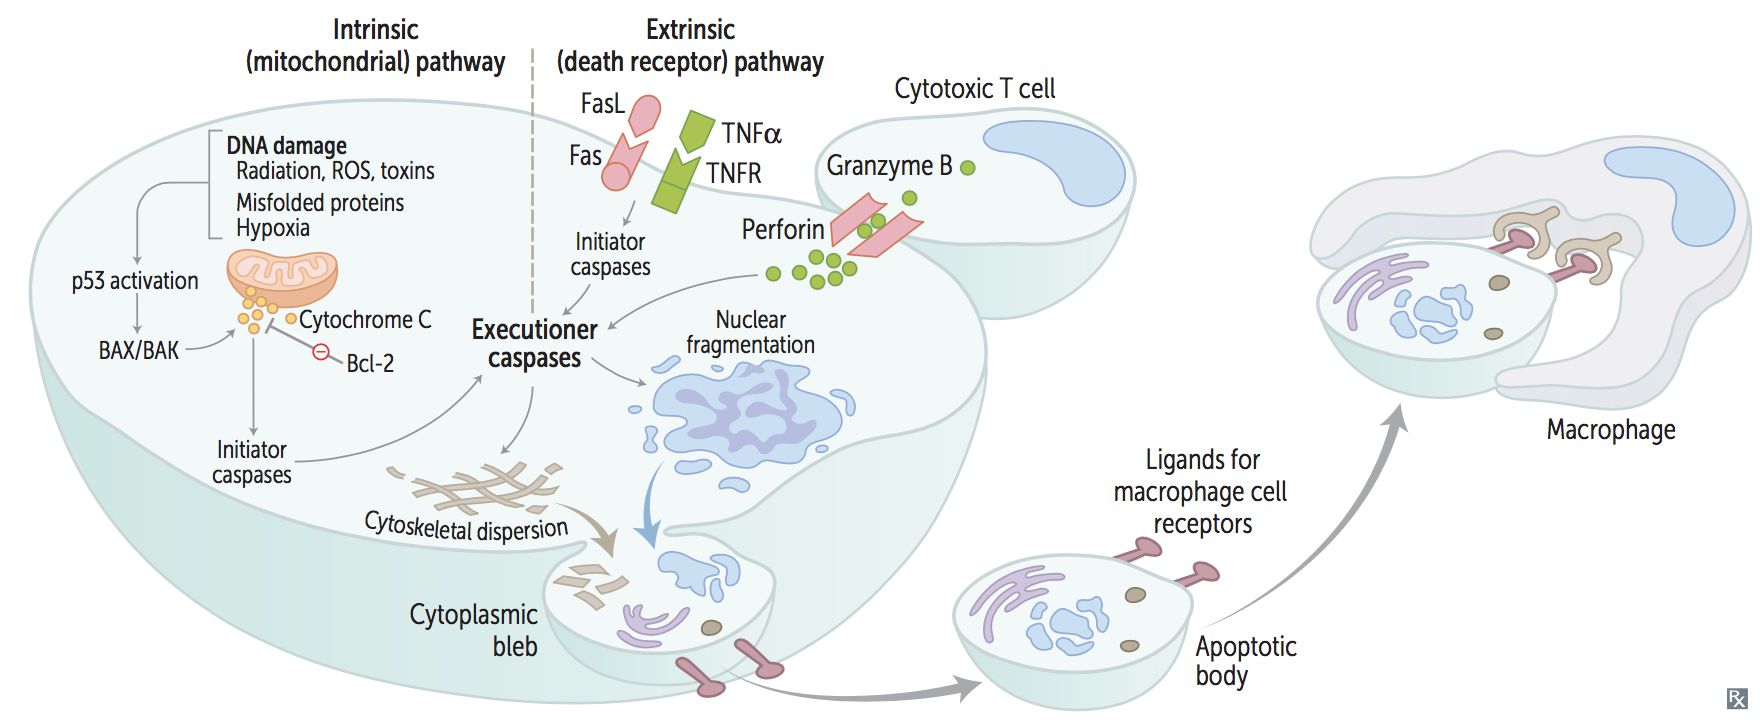 Intrinsic
(mitochondrial) pathway
Extrinsic
(death receptor) pathway
Cytotoxic T cell
FasL
TNFα
Fas
TNFR
Granzyme B
Perforin
DNA damage
Radiation, ROS, toxins
Misfolded proteins
Hypoxia
p53 activation
BAX/BAK
Cytochrome C
Bcl-2
Initiator
caspases
Initiator
caspases
Executioner
caspases
Nuclear
fragmentation
Cytoskeletal dispersion
Cytoplasmic
bleb
Ligands for
macrophage cell
receptors
Apoptotic
body
Macrophage
Rx